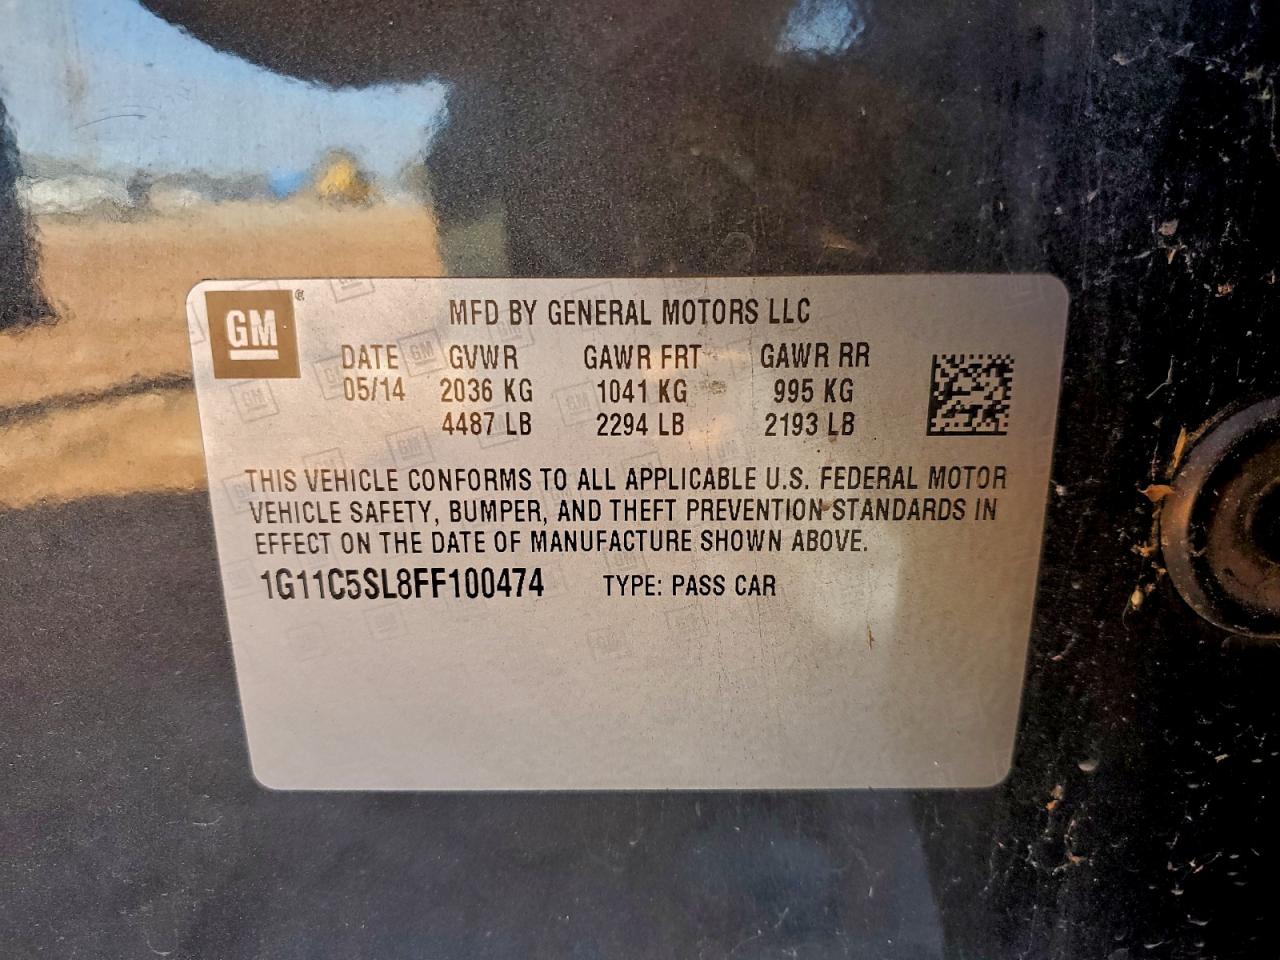 GM®
MFD BY GENERAL MOTORS LLC
DATE GVWR GAWR FRT GAWR RR
05/14 2036 KG 1041 KG 995 KG
4487 LB 2294 LB 2193 LB
THIS VEHICLE CONFORMS TO ALL APPLICABLE U.S. FEDERAL MOTOR
VEHICLE SAFETY, BUMPER, AND THEFT PREVENTION STANDARDS IN
EFFECT ON THE DATE OF MANUFACTURE SHOWN ABOVE.
1G11C5SL8FF100474 TYPE: PASS CAR